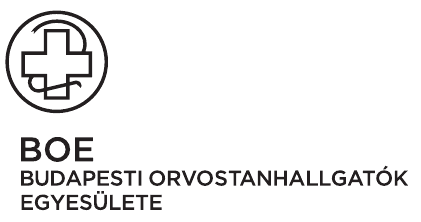 BOE
BUDAPESTI ORVOSTANHALLGATÓK
EGYESÜLETE